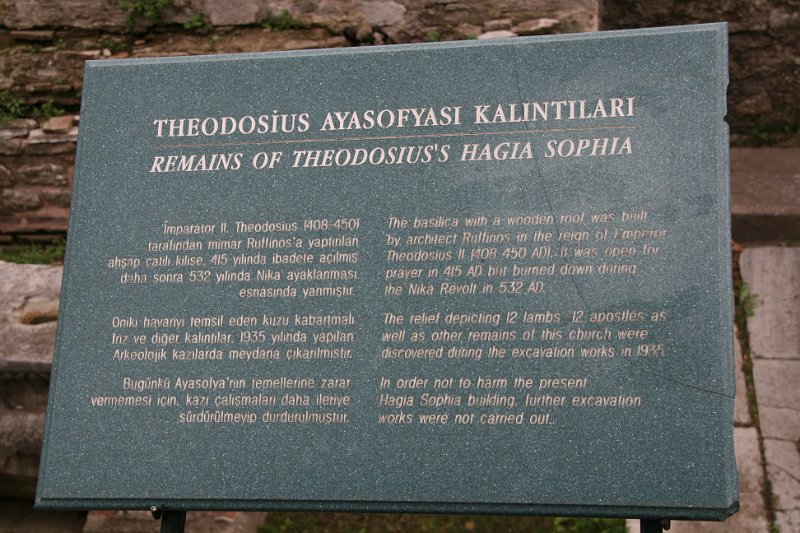 THEODOSİUS AYASOFYASI KALINTILARI
REMAINS OF THEODOSIUS'S HAGIA SOPHIA
İmparator II. Theodosius (408-450)
tarafından mimar Ruffinos'a yaptırılan
ahşap çatılı kilise, 415 yılında ibadete açılmış
daha sonra 532 yılında Nika ayaklanması
esnasında yanmıştır.
Oniki havariyi temsil eden kuzu kabartmalı
friz ve diğer kalıntılar, 1935 yılında yapılan
Arkeolojik kazılarda meydana çıkarılmıştır.
Bugünkü Ayasofya'nın temellerine zarar
vermemesi için, kazı çalışmaları daha ileriye
sürdürülmeyip durdurulmuştur.
The basilica with a wooden roof was built
by architect Ruffinos in the reign of Emperor
Theodosius II (408-450 AD). It was open for
prayer in 415 AD but burned down during
the Nika Revolt in 532 AD.
The relief depicting 12 lambs 12 apostles as
well as other remains of this church were
discovered during the excavation works in 1935.
In order not to harm the present
Hagia Sophia building, further excavation
works were not carried out.